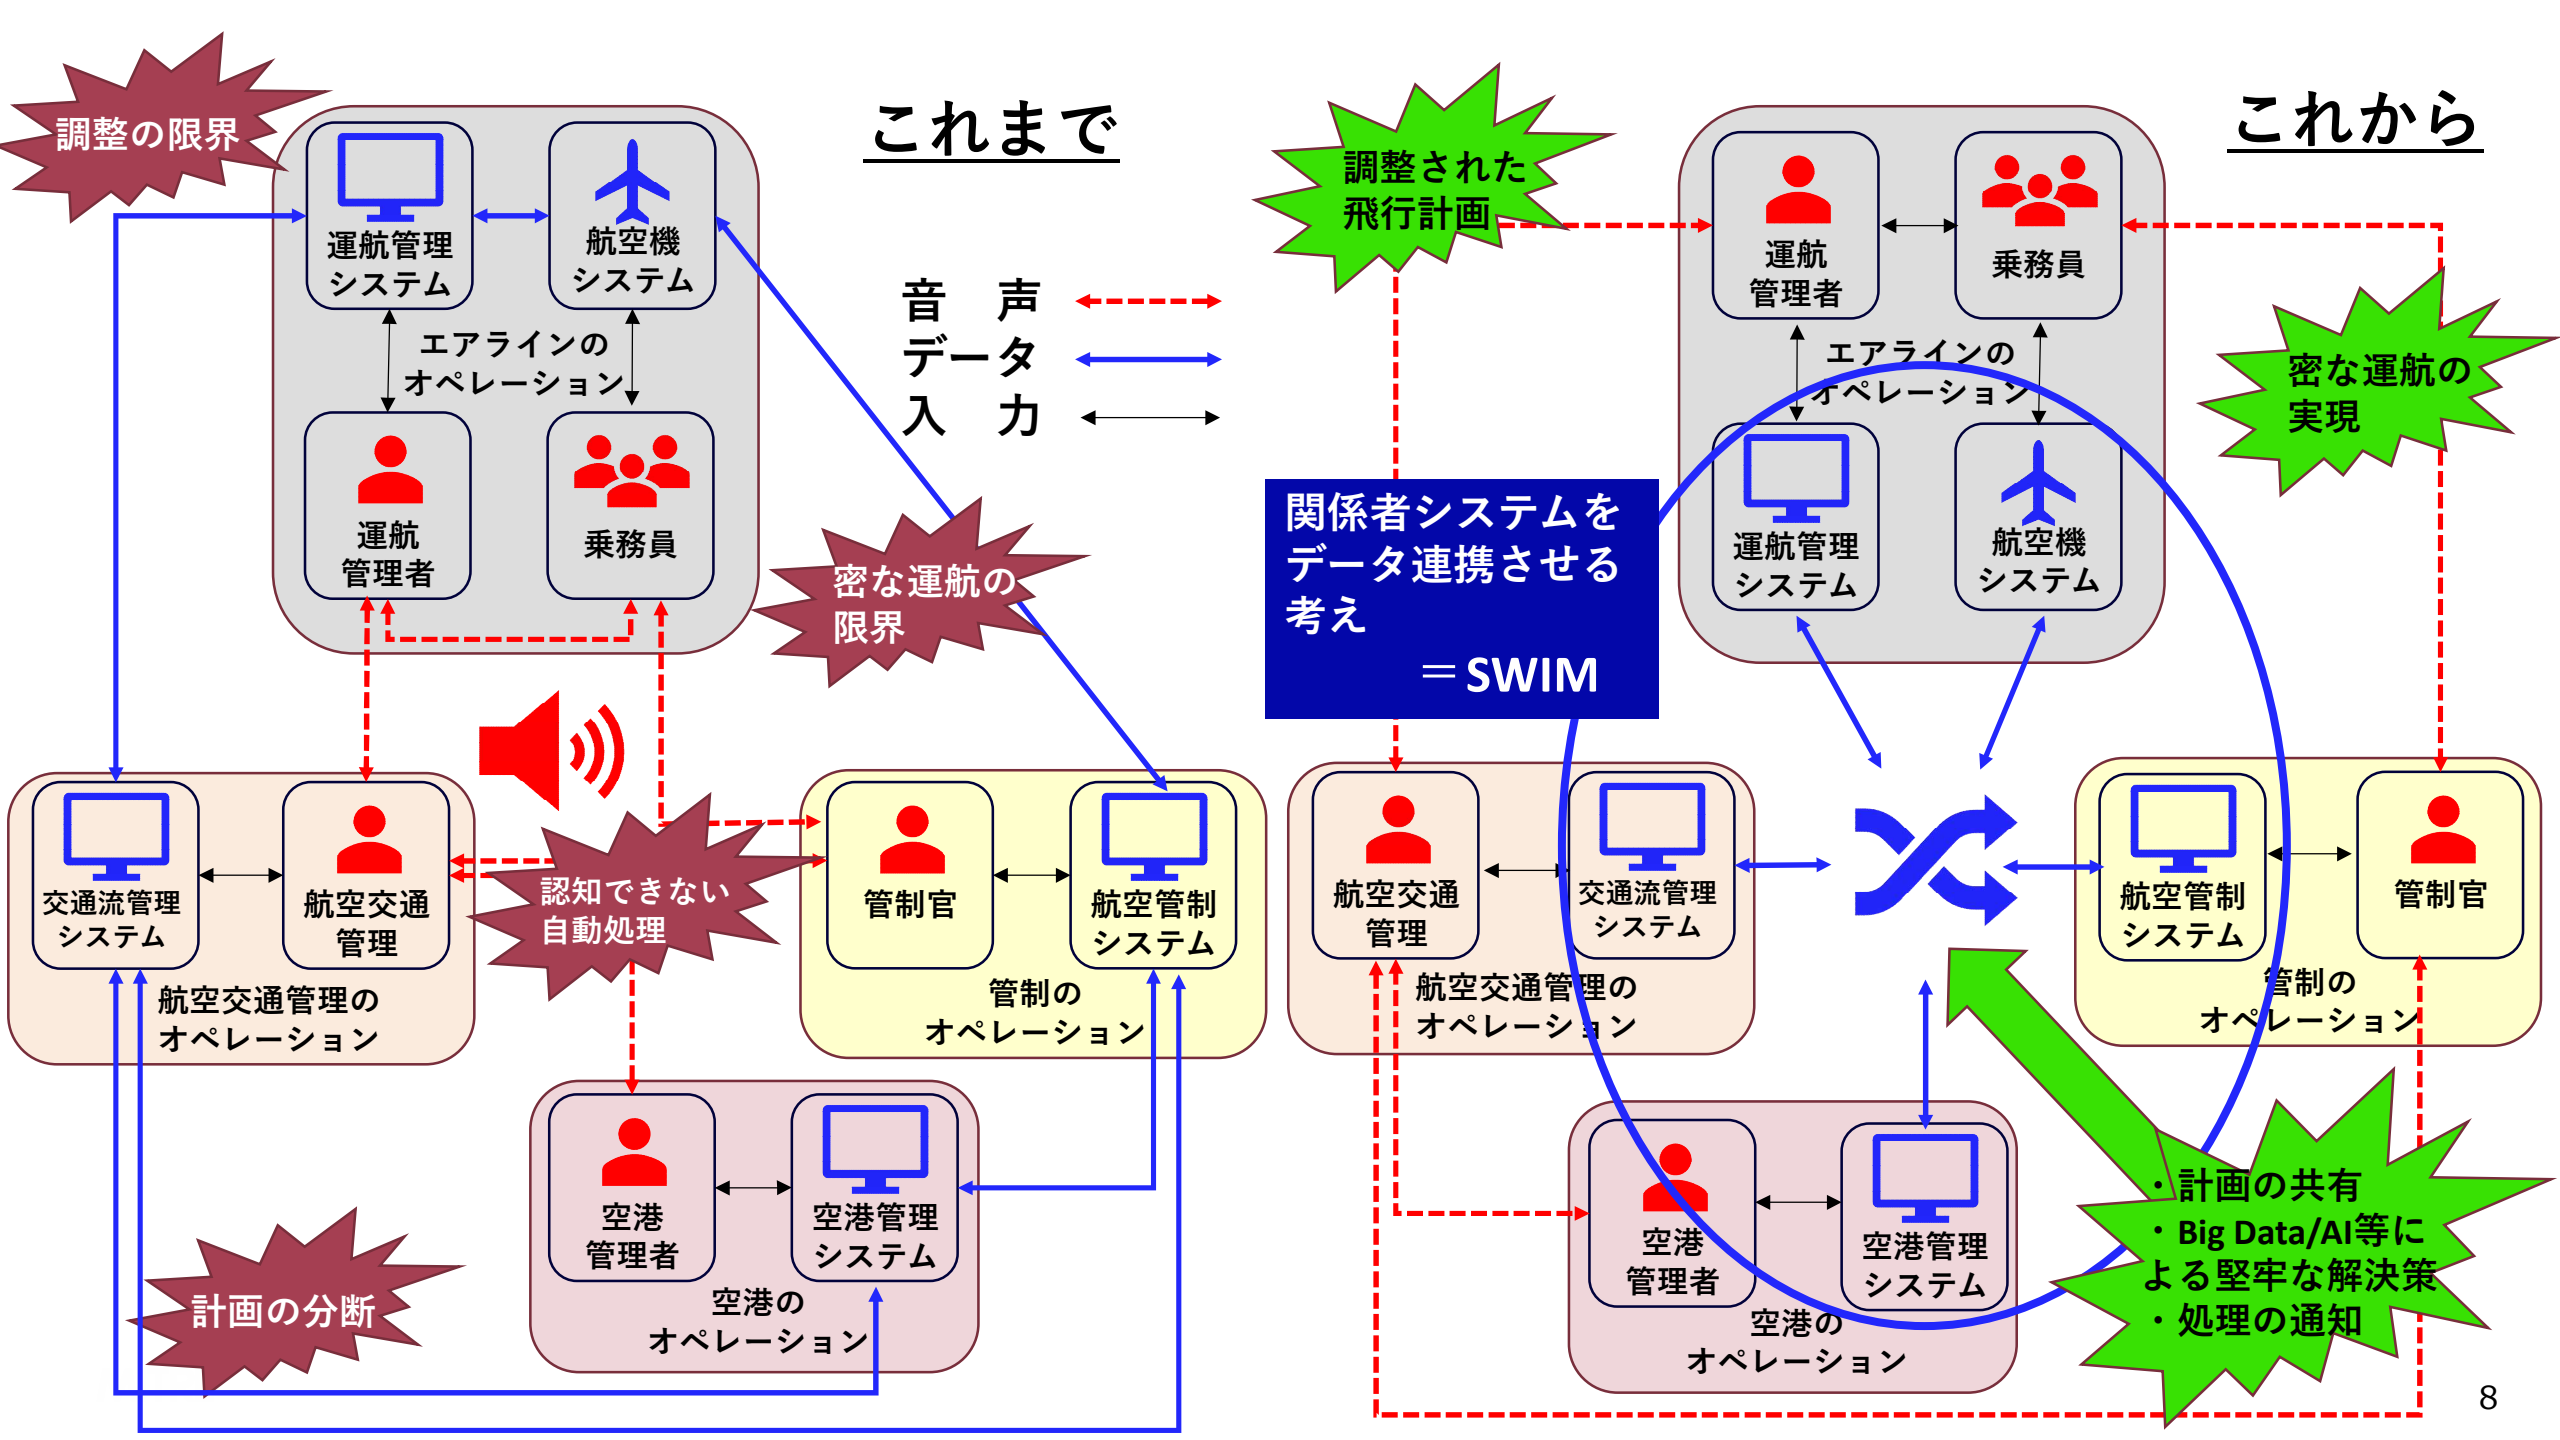 これまで
調整の限界
運航管理
システム
航空機
システム
エアラインの
オペレーション
運航
管理者
乗務員
音　声
データ
入　力
密な運航の
限界
交通流管理
システム
航空交通
管理
航空交通管理の
オペレーション
認知できない
自動処理
管制官
航空管制
システム
管制の
オペレーション
空港
管理者
空港管理
システム
空港の
オペレーション
計画の分断
これから
調整された
飛行計画
運航
管理者
乗務員
エアラインの
オペレーション
運航管理
システム
航空機
システム
密な運航の
実現
関係者システムを
データ連携させる
考え
＝SWIM
航空交通
管理
交通流管理
システム
航空交通管理の
オペレーション
航空管制
システム
管制官
管制の
オペレーション
空港
管理者
空港管理
システム
空港の
オペレーション
・計画の共有
・Big Data/AI等に
よる堅牢な解決策
・処理の通知
8